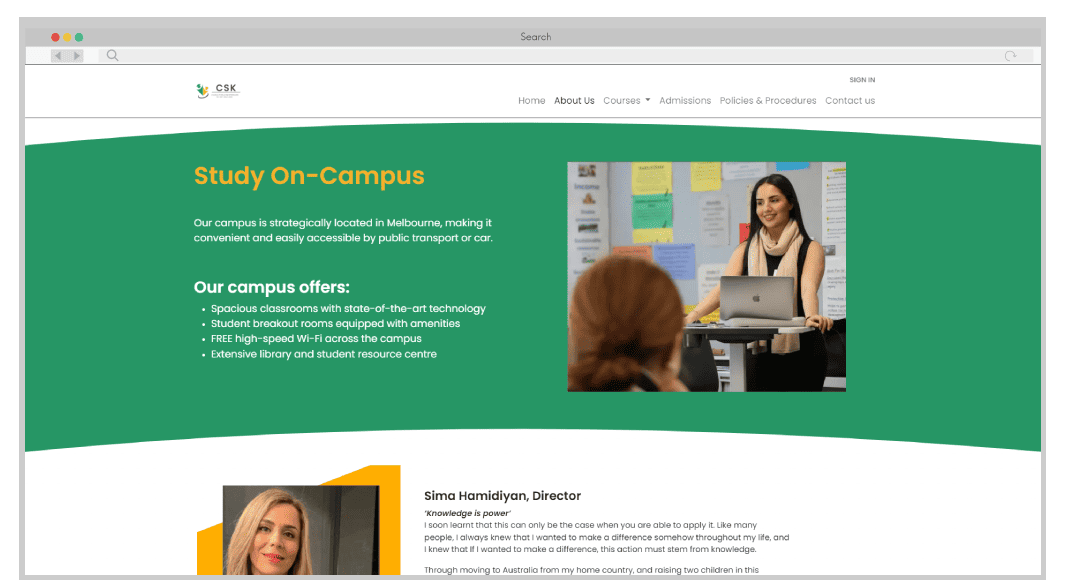 Search
SIGN IN
CSK
Home About Us Courses Admissions Policies & Procedures Contact us
Study On-Campus
Our campus is strategically located in Melbourne, making it
convenient and easily accessible by public transport or car.
Our campus offers:
• Spacious classrooms with state-of-the-art technology
• Student breakout rooms equipped with amenities
• FREE high-speed Wi-Fi across the campus
• Extensive library and student resource centre
Income
Sima Hamidiyan, Director
‘Knowledge is power’
I soon learnt that this can only be the case when you are able to apply it. Like many
people, I always knew that I wanted to make a difference somehow throughout my life, and
I knew that If I wanted to make a difference, this action must stem from knowledge.
Through moving to Australia from my home country, and raising two children in this